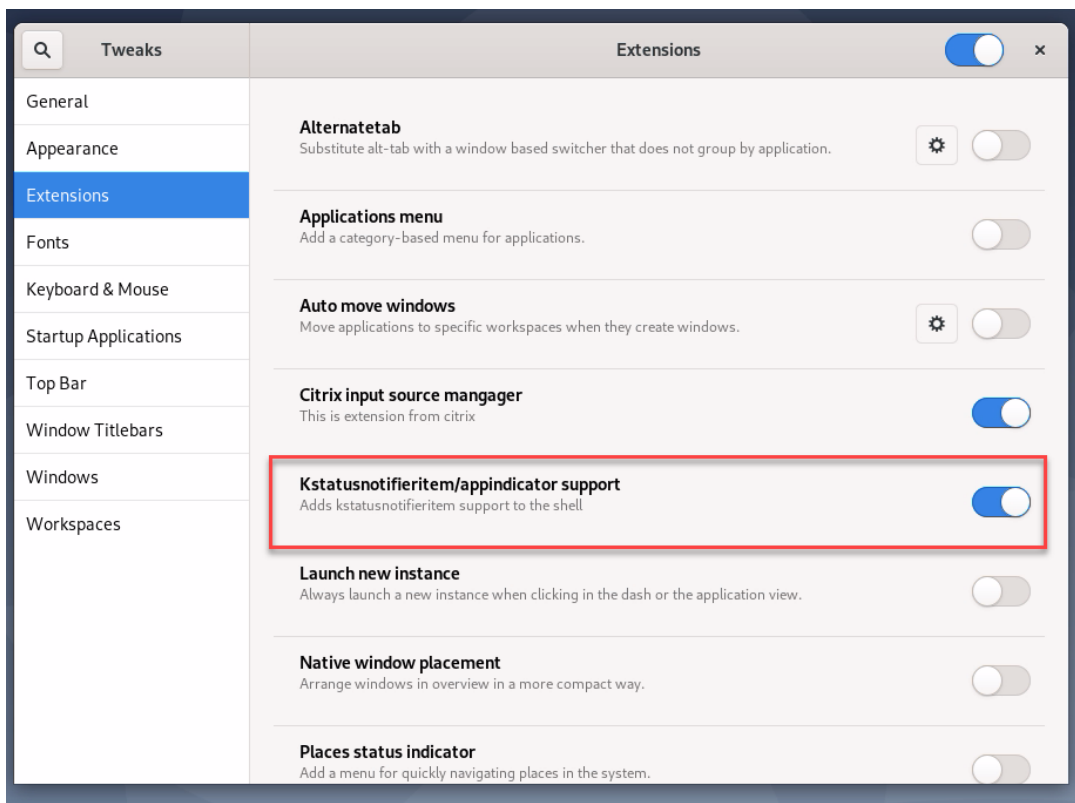 Tweaks
Extensions
General
Appearance
Extensions
Fonts
Keyboard & Mouse
Startup Applications
Top Bar
Window Titlebars
Windows
Workspaces
Alternatetab
Substitute alt-tab with a window based switcher that does not group by application.
Applications menu
Add a category-based menu for applications.
Auto move windows
Move applications to specific workspaces when they create windows.
Citrix input source mangager
This is extension from citrix
Kstatusnotifieritem/appindicator support
Adds kstatusnotifieritem support to the shell
Launch new instance
Always launch a new instance when clicking in the dash or the application view.
Native window placement
Arrange windows in overview in a more compact way.
Places status indicator
Add a menu for quickly navigating places in the system.